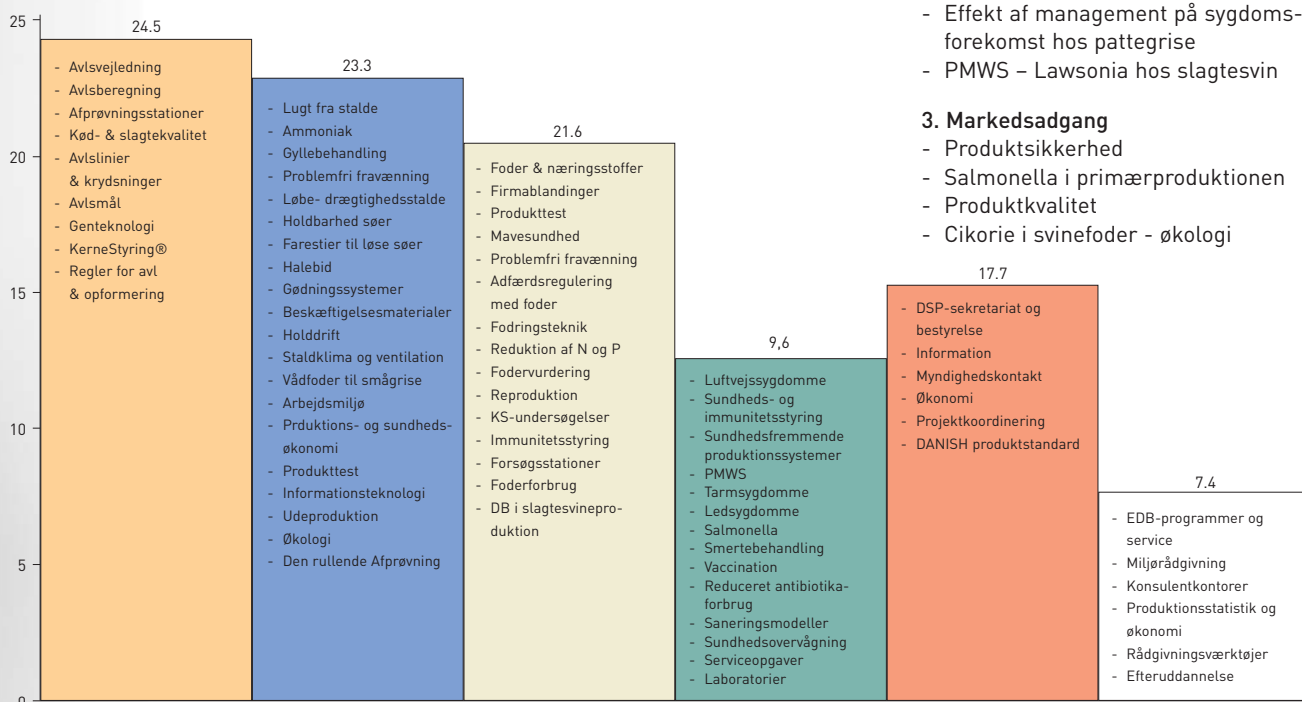 25
20
15
10
5
0
24.5
- Avlsvejledning
- Avlsberegning
- Afprøvningsstationer
- Kød- & slagtekvalitet
- Avlslinier
& krydsninger
- Avlsmål
- Genteknologi
- KerneStyring®
- Regler for avl
& opformering
23.3
- Lugt fra stalde
- Ammoniak
- Gyllebehandling
- Problemfri fravænning
- Løbe- drægtighedsstalde
- Holdbarhed søer
- Farestier til løse søer
- Halebid
- Gødningssystemer
- Beskæftigelsesmaterialer
- Holddrift
- Staldklima og ventilation
- Vådfoder til smågrise
- Arbejdsmiljø
- Prduktions- og sundheds-
økonomi
- Produkttest
- Informationsteknologi
- Udeproduktion
- Økologi
- Den rullende Afprøvning
21.6
- Foder & næringsstoffer
- Firmablandinger
- Produkttest
- Mavesundhed
- Problemfri fravænning
- Adfærdsregulering
med foder
- Fodringsteknik
- Reduktion af N og P
- Fodervurdering
- Reproduktion
- KS-undersøgelser
- Immunitetsstyring
- Forsøgsstationer
- Foderforbrug
- DB i slagtesvinepro-
duktion
9,6
- Luftvejssygdomme
- Sundheds- og
immunitetsstyring
- Sundhedsfremmende
produktionssystemer
- PMWS
- Tarmsygdomme
- Ledsygdomme
- Salmonella
- Smertebehandling
- Vaccination
- Reduceret antibiotika-
forbrug
- Saneringsmodeller
- Sundhedsovervågning
- Serviceopgaver
- Laboratorier
17.7
- DSP-sekretariat og
bestyrelse
- Information
- Myndighedskontakt
- Økonomi
- Projektkoordinering
- DANISH produktstandard
7.4
- EDB-programmer og
service
- Miljørådgivning
- Konsulentkontorer
- Produktionsstatistik og
økonomi
- Rådgivningsværktøjer
- Efteruddannelse
- Effekt af management på sygdoms-
forekomst hos pattegrise
- PMWS – Lawsonia hos slagtesvin
3. Markedsadgang
- Produktsikkerhed
- Salmonella i primærproduktionen
- Produktkvalitet
- Cikorie i svinefoder - økologi